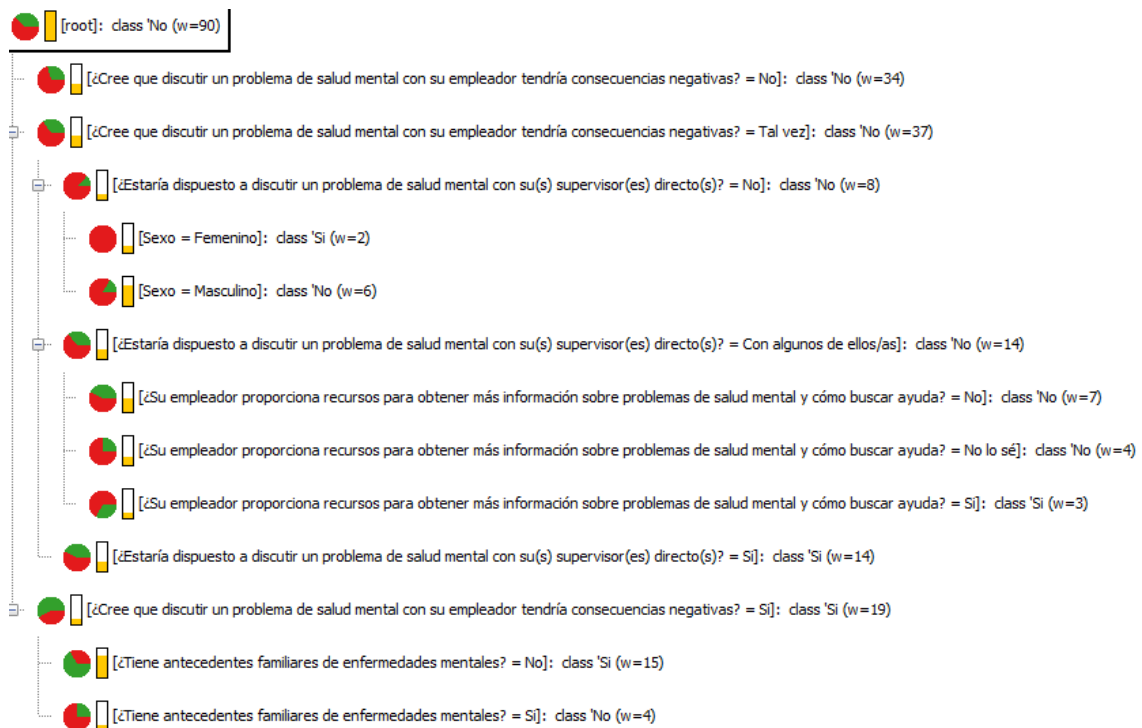 [root]: class 'No (w=90)
[¿Cree que discutir un problema de salud mental con su empleador tendría consecuencias negativas? = No]: class 'No (w=34)
[¿Cree que discutir un problema de salud mental con su empleador tendría consecuencias negativas? = Tal vez]: class 'No (w=37)
[¿Estaría dispuesto a discutir un problema de salud mental con su(s) supervisor(es) directo(s)? = No]: class 'No (w=8)
[Sexo = Femenino]: class 'Si (w=2)
[Sexo = Masculino]: class 'No (w=6)
[¿Estaría dispuesto a discutir un problema de salud mental con su(s) supervisor(es) directo(s)? = Con algunos de ellos/as]: class 'No (w=14)
[¿Su empleador proporciona recursos para obtener más información sobre problemas de salud mental y cómo buscar ayuda? = No]: class 'No (w=7)
[¿Su empleador proporciona recursos para obtener más información sobre problemas de salud mental y cómo buscar ayuda? = No lo sé]: class 'No (w=4)
[¿Su empleador proporciona recursos para obtener más información sobre problemas de salud mental y cómo buscar ayuda? = Si]: class 'Si (w=3)
[¿Estaría dispuesto a discutir un problema de salud mental con su(s) supervisor(es) directo(s)? = Si]: class 'Si (w=14)
[¿Cree que discutir un problema de salud mental con su empleador tendría consecuencias negativas? = Si]: class 'Si (w=19)
[¿Tiene antecedentes familiares de enfermedades mentales? = No]: class 'Si (w=15)
[¿Tiene antecedentes familiares de enfermedades mentales? = Si]: class 'No (w=4)